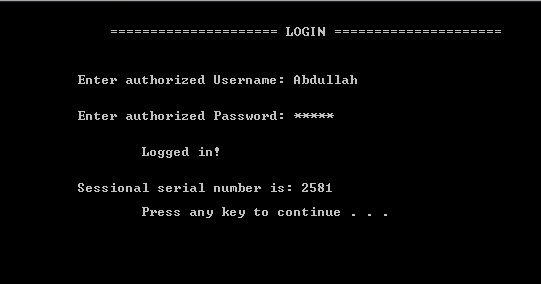 ===================== LOGIN =====================
Enter authorized Username: Abdullah
Enter authorized Password: *****
Logged in!
Sessional serial number is: 2581
Press any key to continue . . .